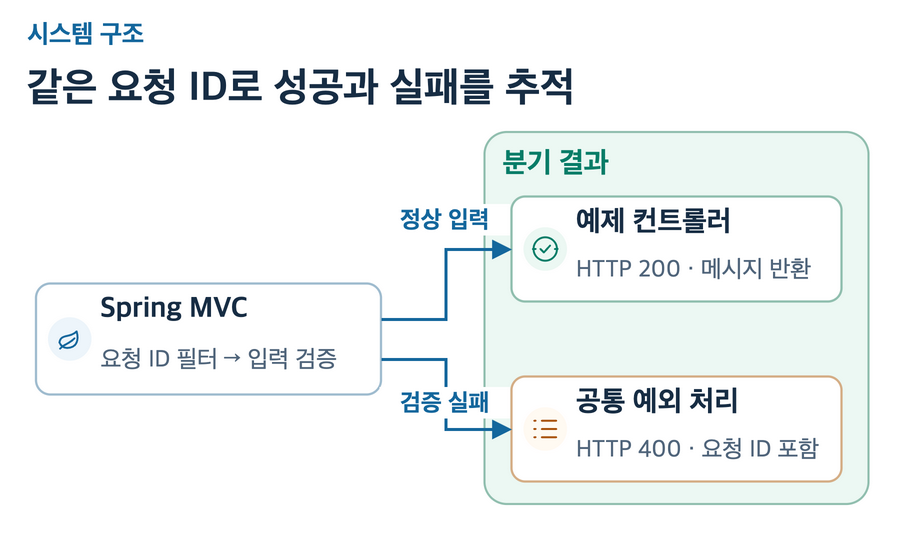 시스템 구조
같은 요청 ID로 성공과 실패를 추적
분기 결과
정상 입력
예제 컨트롤러
HTTP 200 · 메시지 반환
Spring MVC
요청 ID 필터 → 입력 검증
검증 실패
공통 예외 처리
HTTP 400 · 요청 ID 포함